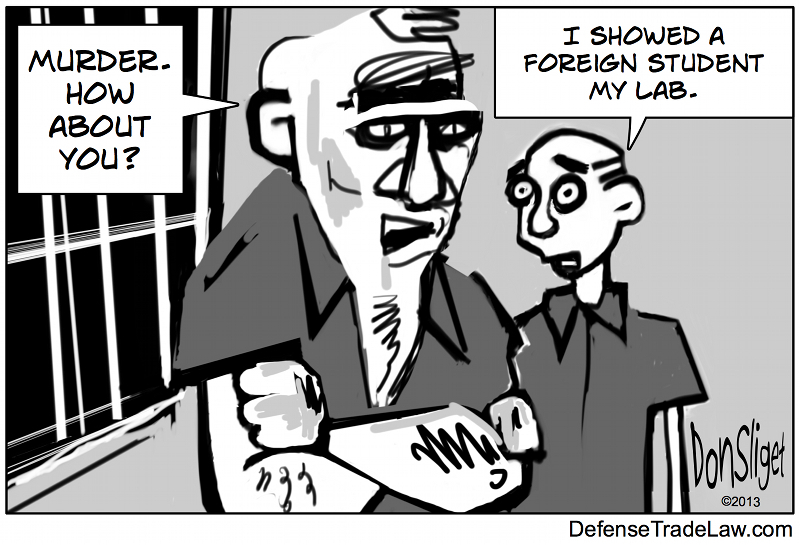 MURDER.
HOW
ABOUT
YOU?
I SHOWED A
FOREIGN STUDENT
MY LAB.
DonSliget
©2013
DefenseTradeLaw.com